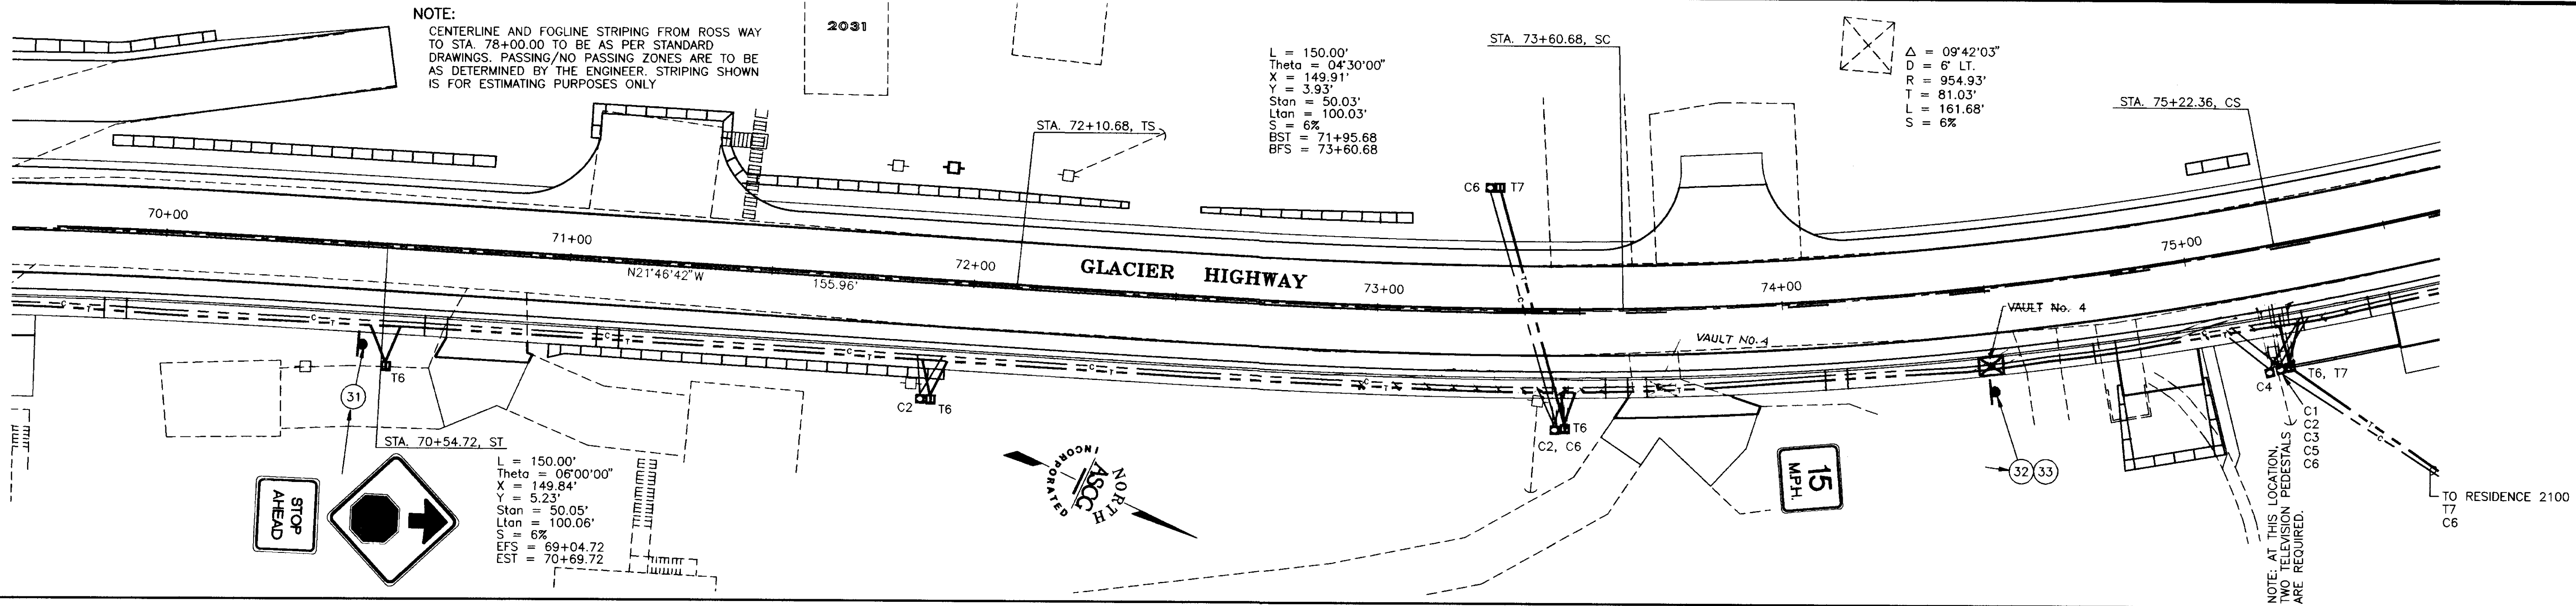 NOTE:
CENTERLINE AND FOGLINE STRIPING FROM ROSS WAY
TO STA. 78+00.00 TO BE AS PER STANDARD
DRAWINGS. PASSING/NO PASSING ZONES ARE TO BE
AS DETERMINED BY THE ENGINEER. STRIPING SHOWN
IS FOR ESTIMATING PURPOSES ONLY
2031
STA. 72+10.68, TS
L = 150.00'
Theta = 04°30'00"
X = 149.91'
Y = 3.93'
Stan = 50.03'
Ltan = 100.03'
S = 6%
BST = 71+95.68
BFS = 73+60.68
STA. 73+60.68, SC
Δ = 09°42'03"
D = 6° LT.
R = 954.93'
T = 81.03'
L = 161.68'
S = 6%
STA. 75+22.36, CS
C6 T7
70+00
71+00
72+00
73+00
74+00
75+00
N21°46'42"W
155.96'
GLACIER HIGHWAY
VAULT NO.4
VAULT No. 4
C T
C T
C T
C T
C T
C T
C T
C T
C T
T C
T C
31
T6
C2 T6
T6
C2, C6
32 33
C4
T6, T7
C1
C2
C3
C5
C6
STA. 70+54.72, ST
L = 150.00'
Theta = 06°00'00"
X = 149.84'
Y = 5.23'
Stan = 50.05'
Ltan = 100.06'
S = 6%
EFS = 69+04.72
EST = 70+69.72
STOP
AHEAD
NORTH
ASCG
INCORPORATED
15
M.P.H.
NOTE: AT THIS LOCATION,
TWO TELEVISION PEDESTALS
ARE REQUIRED.
TO RESIDENCE 2100
T7
C6